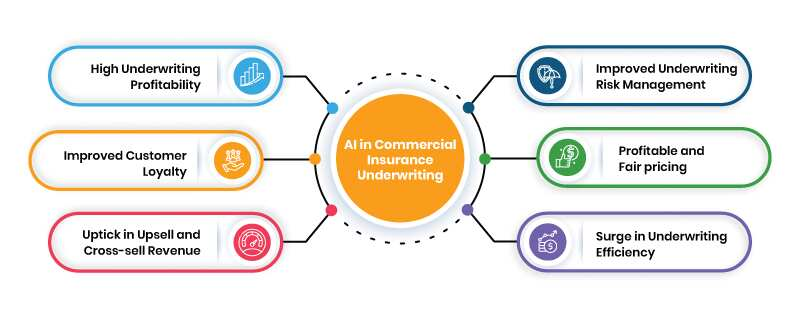 High Underwriting
Profitability
Improved Customer
Loyalty
Uptick in Upsell and
Cross-sell Revenue
AI in Commercial
Insurance
Underwriting
Improved Underwriting
Risk Management
Profitable and
Fair pricing
Surge in Underwriting
Efficiency